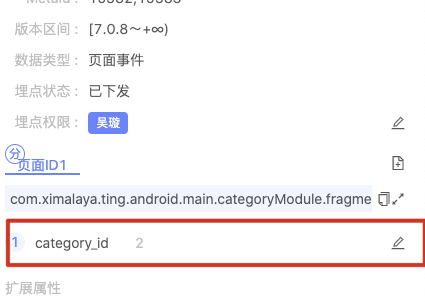 版本区间： [7.0.8～+∞)
数据类型： 页面事件
埋点状态： 已下发
埋点权限： 吴璇
分
页面ID1
com.ximalaya.ting.android.main.categoryModule.fragme
1 category_id 2
扩展属性